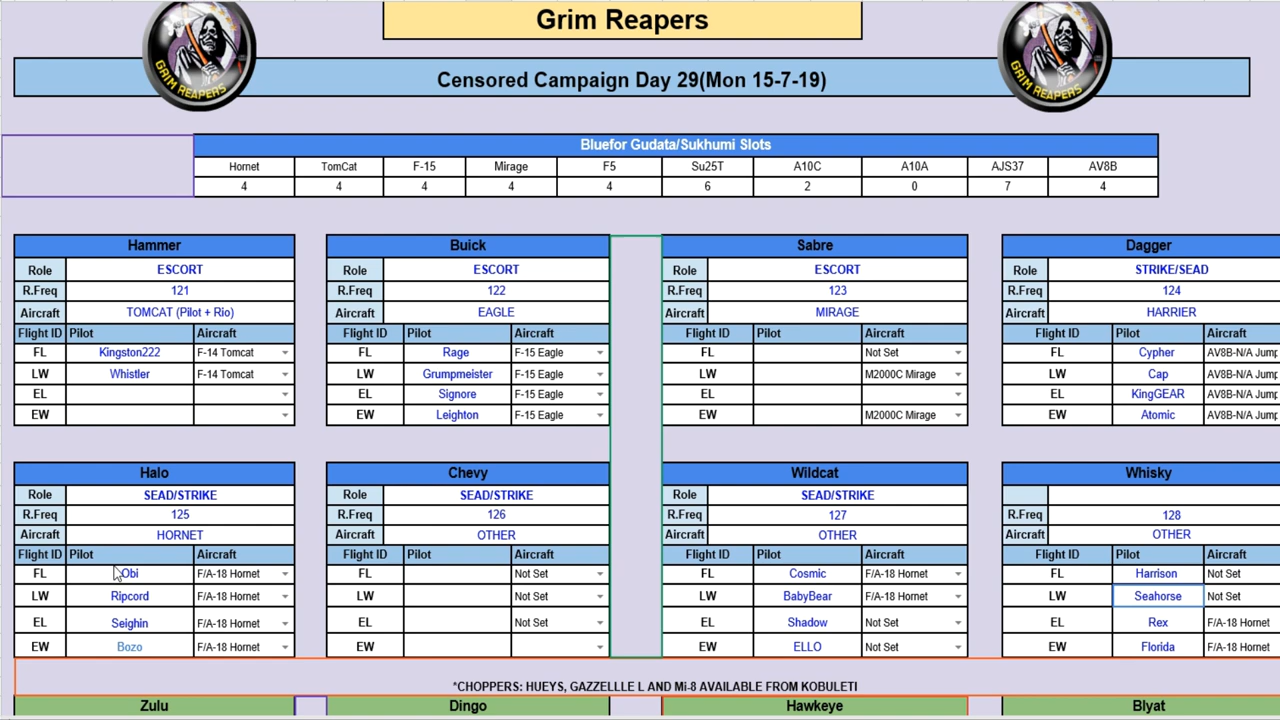 Grim Reapers
GRIM REAPERS
GRIM REAPERS
Censored Campaign Day 29(Mon 15-7-19)
Bluefor Gudata/Sukhumi Slots
Hornet TomCat F-15 Mirage F5 Su25T A10C A10A AJS37 AV8B
4 4 4 4 4 6 2 0 7 4
Hammer Buick Sabre Dagger
Role ESCORT Role ESCORT Role ESCORT Role STRIKE/SEAD
R.Freq 121 R.Freq 122 R.Freq 123 R.Freq 124
Aircraft TOMCAT (Pilot + Rio) Aircraft EAGLE Aircraft MIRAGE Aircraft HARRIER
Flight ID Pilot Aircraft Flight ID Pilot Aircraft Flight ID Pilot Aircraft Flight ID Pilot Aircraft
FL Kingston222 F-14 Tomcat FL Rage F-15 Eagle FL Not Set FL Cypher AV8B-N/A Jump
LW Whistler F-14 Tomcat LW Grumpmeister F-15 Eagle LW M2000C Mirage LW Cap AV8B-N/A Jump
EL EL Signore F-15 Eagle EL EL KingGEAR AV8B-N/A Jump
EW EW Leighton F-15 Eagle EW M2000C Mirage EW Atomic AV8B-N/A Jump
Halo Chevy Wildcat Whisky
Role SEAD/STRIKE Role SEAD/STRIKE Role SEAD/STRIKE
R.Freq 125 R.Freq 126 R.Freq 127 R.Freq 128
Aircraft HORNET Aircraft OTHER Aircraft OTHER Aircraft OTHER
Flight ID Pilot Aircraft Flight ID Pilot Aircraft Flight ID Pilot Aircraft Flight ID Pilot Aircraft
FL Obi F/A-18 Hornet FL Not Set FL Cosmic F/A-18 Hornet FL Harrison Not Set
LW Ripcord F/A-18 Hornet LW Not Set LW BabyBear F/A-18 Hornet LW Seahorse Not Set
EL Seighin F/A-18 Hornet EL Not Set EL Shadow Not Set EL Rex F/A-18 Hornet
EW Bozo F/A-18 Hornet EW EW ELLO Not Set EW Florida F/A-18 Hornet
*CHOPPERS: HUEYS, GAZZELLLE L AND Mi-8 AVAILABLE FROM KOBULETI
Zulu Dingo Hawkeye Blyat